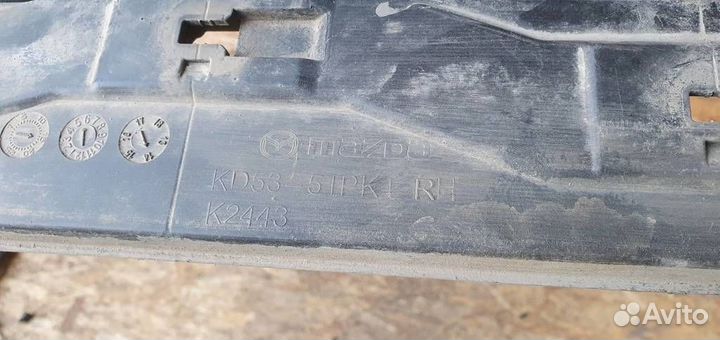 mazda
KD53 51PK1 RH
K2443
Avito